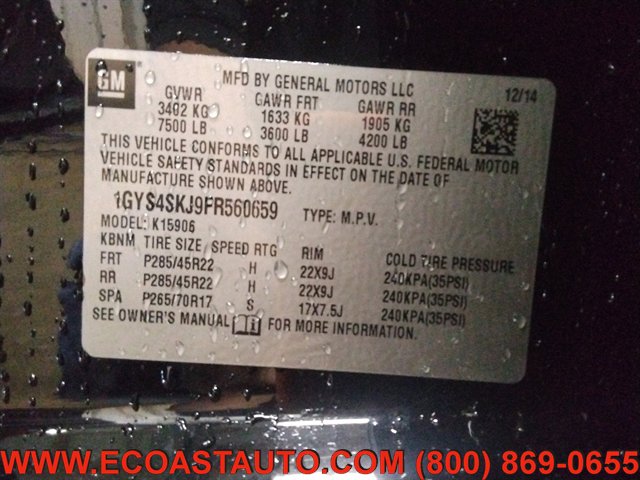 GM
MFD BY GENERAL MOTORS LLC
12/14
GVWR GAWR FRT GAWR RR
3402 KG 1633 KG 1905 KG
7500 LB 3600 LB 4200 LB
THIS VEHICLE CONFORMS TO ALL APPLICABLE U.S. FEDERAL MOTOR
VEHICLE SAFETY STANDARDS IN EFFECT ON THE DATE OF
MANUFACTURE SHOWN ABOVE.
1GYS4SKJ9FR560659 TYPE: M.P.V.
MODEL: K15906
KBNM TIRE SIZE SPEED RTG RIM COLD TIRE PRESSURE
FRT P285/45R22 H 22X9J 240KPA(35PSI)
RR P285/45R22 H 22X9J 240KPA(35PSI)
SPA P265/70R17 S 17X7.5J 240KPA(35PSI)
SEE OWNER'S MANUAL FOR MORE INFORMATION.
WWW.ECOASTAUTO.COM (800) 869-0655